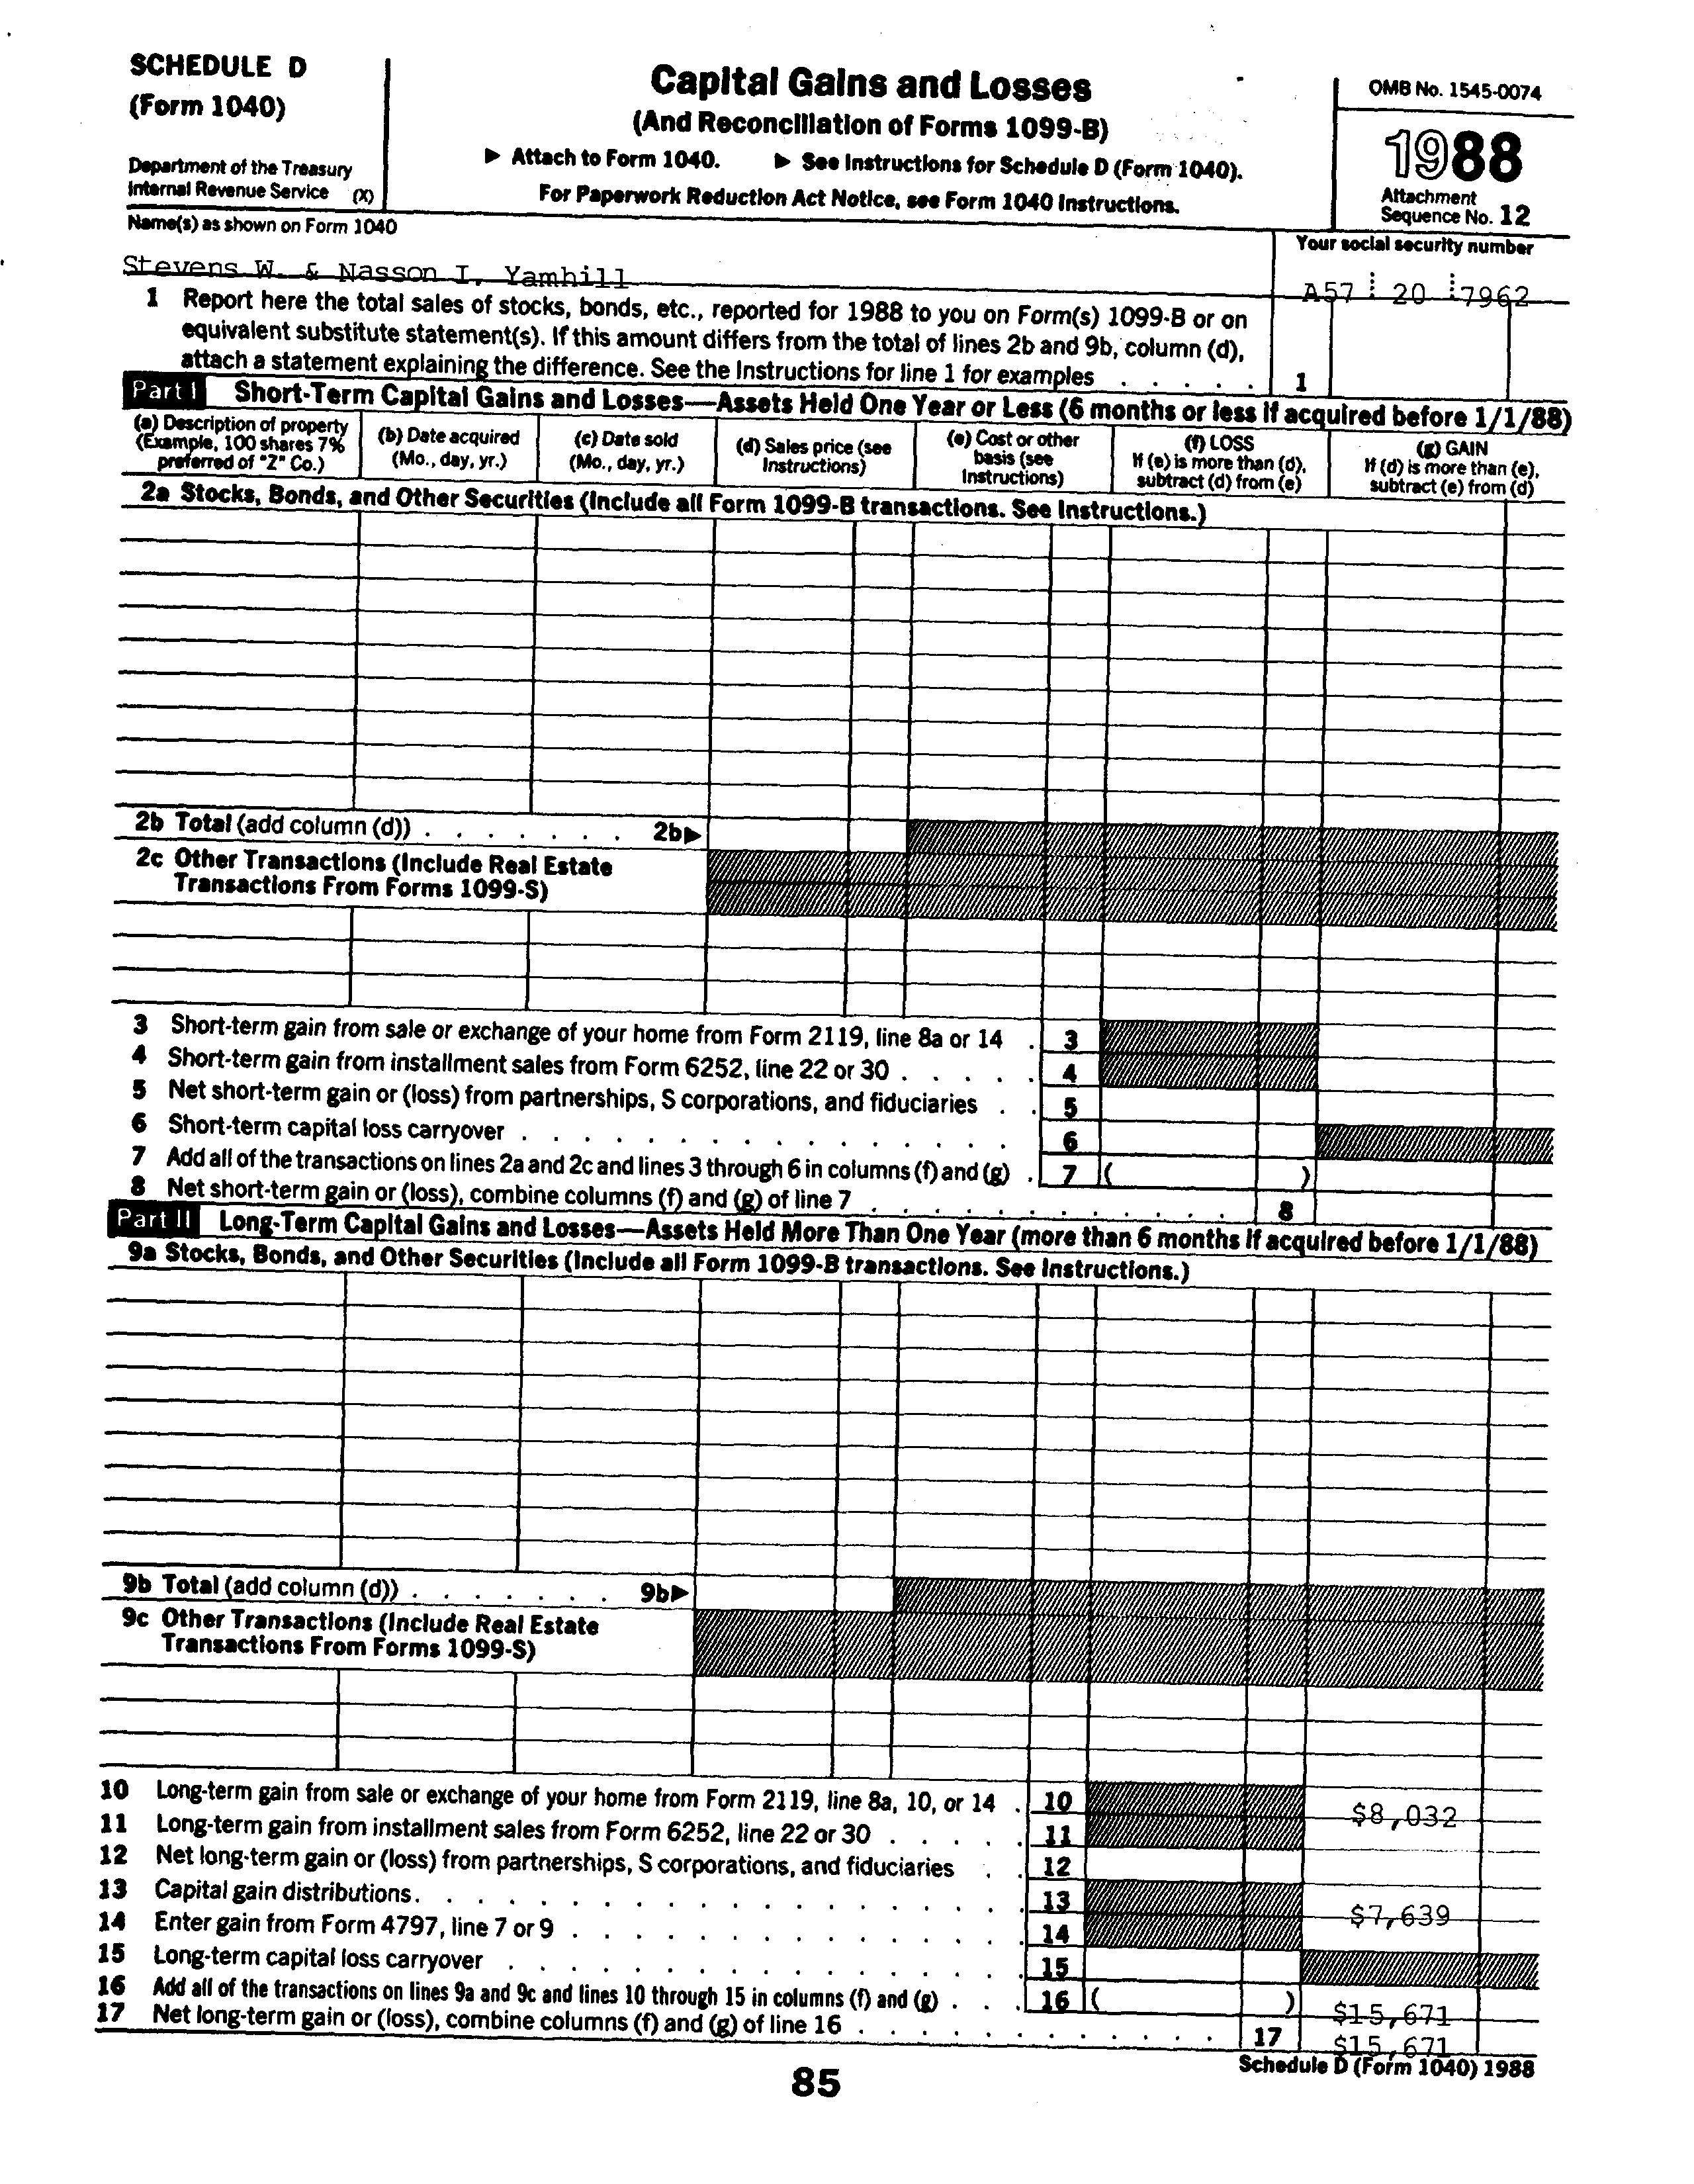 SCHEDULE D
(Form 1040)
Department of the Treasury
Internal Revenue Service (X)
Capital Gains and Losses
(And Reconciliation of Forms 1099-B)
▶ Attach to Form 1040. ▶ See Instructions for Schedule D (Form 1040).
For Paperwork Reduction Act Notice, see Form 1040 Instructions.
OMB No. 1545-0074
1988
Attachment
Sequence No. 12
Name(s) as shown on Form 1040
Your social security number
Stevens W. & Nasson I, Yamhill
A57 20 7962
1 Report here the total sales of stocks, bonds, etc., reported for 1988 to you on Form(s) 1099-B or on
equivalent substitute statement(s). If this amount differs from the total of lines 2b and 9b, column (d),
attach a statement explaining the difference. See the Instructions for line 1 for examples . . . . . 1
Part I Short-Term Capital Gains and Losses—Assets Held One Year or Less (6 months or less if acquired before 1/1/88)
(a) Description of property
(Example, 100 shares 7%
preferred of "Z" Co.)
(b) Date acquired
(Mo., day, yr.)
(c) Date sold
(Mo., day, yr.)
(d) Sales price (see
Instructions)
(e) Cost or other
basis (see
Instructions)
(f) LOSS
If (e) is more than (d),
subtract (d) from (e)
(g) GAIN
If (d) is more than (e),
subtract (e) from (d)
2a Stocks, Bonds, and Other Securities (Include all Form 1099-B transactions. See Instructions.)
2b Total (add column (d)) . . . . . . . 2b▶
2c Other Transactions (Include Real Estate
Transactions From Forms 1099-S)
3 Short-term gain from sale or exchange of your home from Form 2119, line 8a or 14 . 3
4 Short-term gain from installment sales from Form 6252, line 22 or 30 . . . . . 4
5 Net short-term gain or (loss) from partnerships, S corporations, and fiduciaries . . 5
6 Short-term capital loss carryover . . . . . . . . . . . . . . . . 6
7 Add all of the transactions on lines 2a and 2c and lines 3 through 6 in columns (f) and (g) . 7 ( )
8 Net short-term gain or (loss), combine columns (f) and (g) of line 7 . . . . . . . . . . . . 8
Part II Long-Term Capital Gains and Losses—Assets Held More Than One Year (more than 6 months if acquired before 1/1/88)
9a Stocks, Bonds, and Other Securities (Include all Form 1099-B transactions. See Instructions.)
9b Total (add column (d)) . . . . . . . 9b▶
9c Other Transactions (Include Real Estate
Transactions From Forms 1099-S)
10 Long-term gain from sale or exchange of your home from Form 2119, line 8a, 10, or 14 . 10 $8,032
11 Long-term gain from installment sales from Form 6252, line 22 or 30 . . . . . 11
12 Net long-term gain or (loss) from partnerships, S corporations, and fiduciaries . . 12
13 Capital gain distributions . . . . . . . . . . . . . . . . . . . 13 $7,639
14 Enter gain from Form 4797, line 7 or 9 . . . . . . . . . . . . . . 14
15 Long-term capital loss carryover . . . . . . . . . . . . . . . . 15
16 Add all of the transactions on lines 9a and 9c and lines 10 through 15 in columns (f) and (g) . . . 16 ( ) $15,671
17 Net long-term gain or (loss), combine columns (f) and (g) of line 16 . . . . . . . . . . . . 17 $15,671
Schedule D (Form 1040) 1988
85